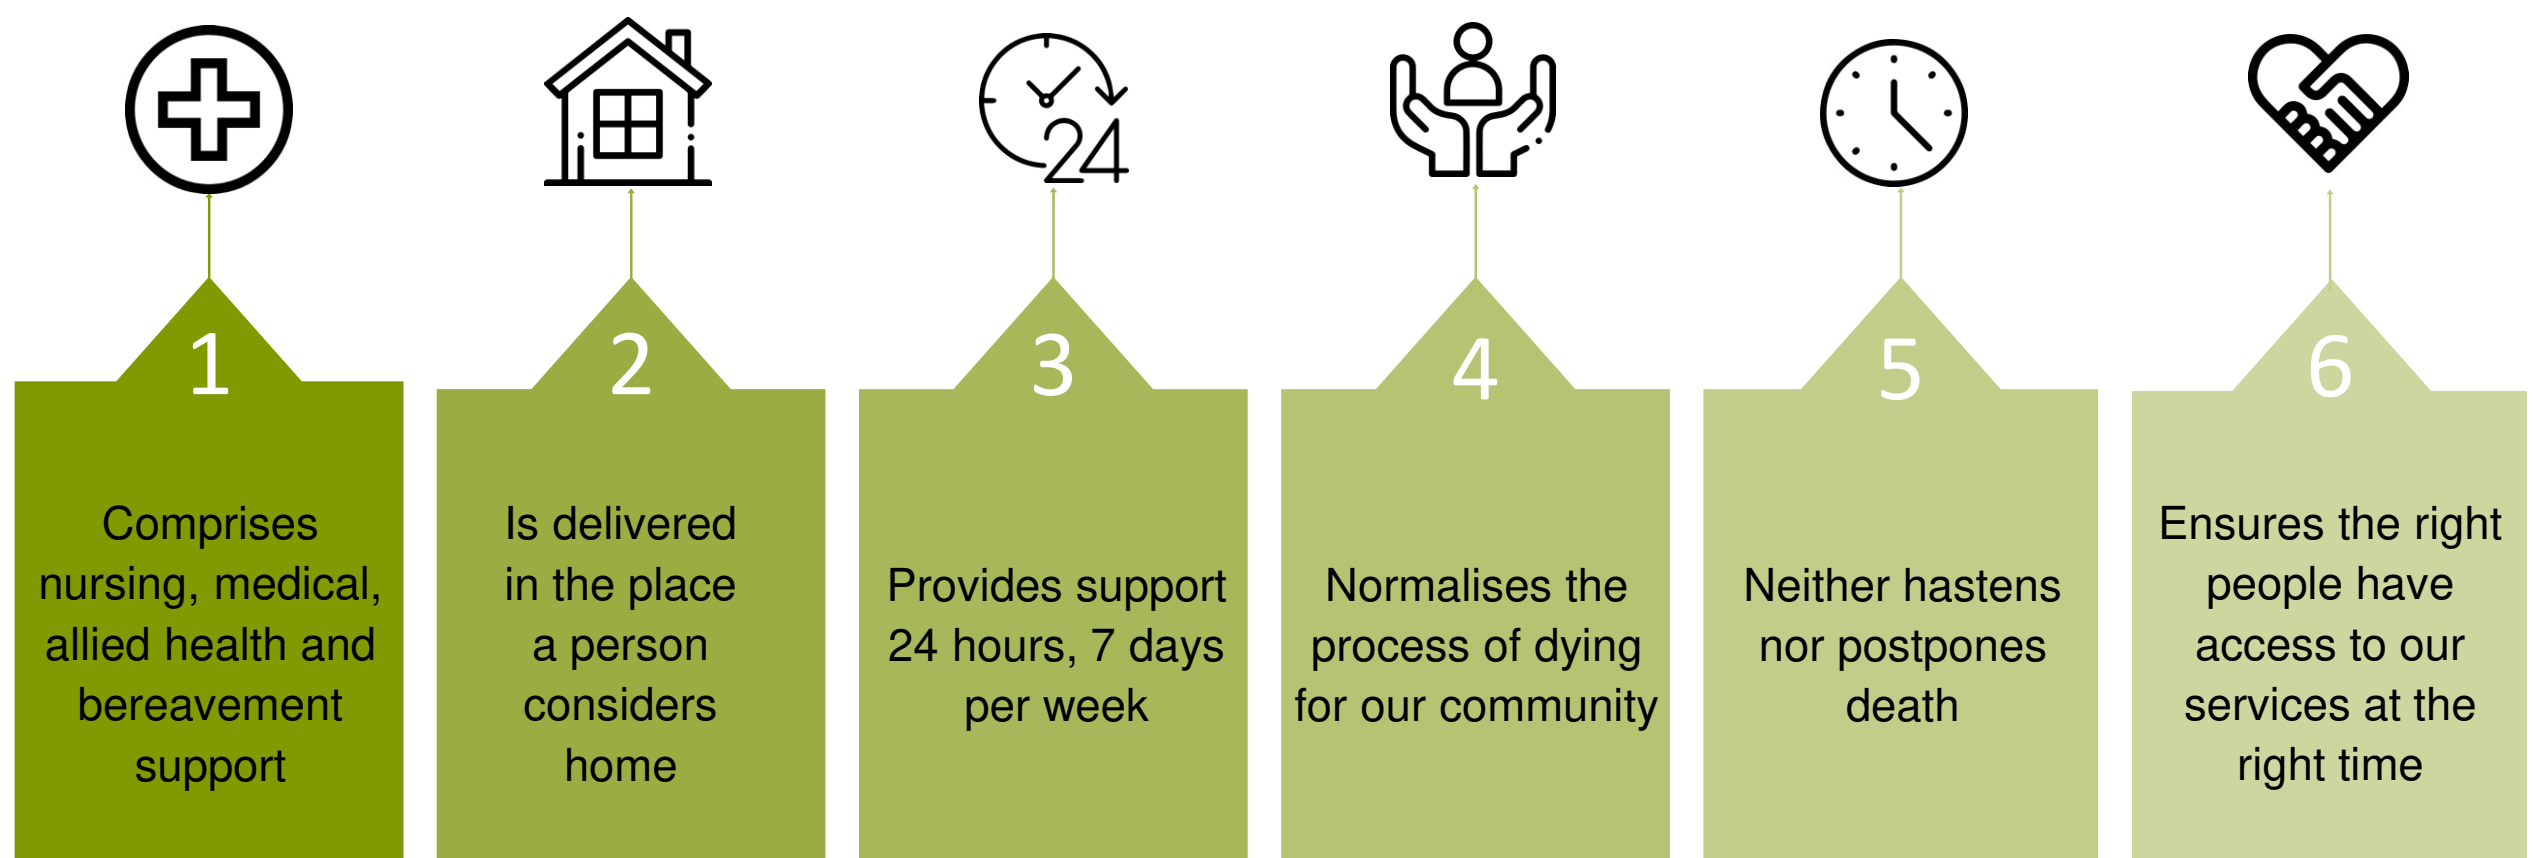 24
1
Comprises
nursing, medical,
allied health and
bereavement
support
2
Is delivered
in the place
a person
considers
home
3
Provides support
24 hours, 7 days
per week
4
Normalises the
process of dying
for our community
5
Neither hastens
nor postpones
death
6
Ensures the right
people have
access to our
services at the
right time